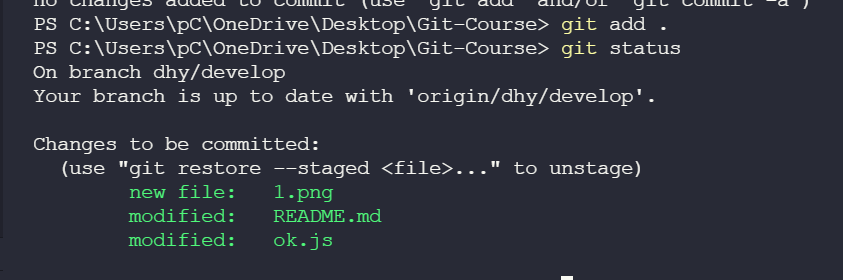 no changes added to commit (use "git add" and/or "git commit -a")
PS C:\Users\pC\OneDrive\Desktop\Git-Course> git add .
PS C:\Users\pC\OneDrive\Desktop\Git-Course> git status
On branch dhy/develop
Your branch is up to date with 'origin/dhy/develop'.
Changes to be committed:
(use "git restore --staged <file>..." to unstage)
new file:   1.png
modified:   README.md
modified:   ok.js